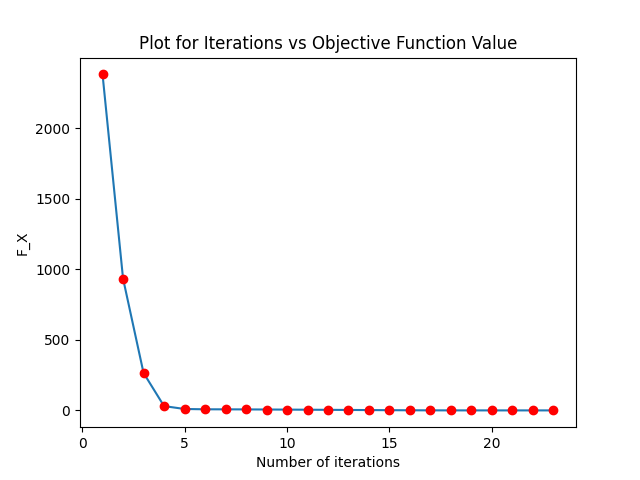 Plot for Iterations vs Objective Function Value
2000
1500
1000
500
0
F_X
0 5 10 15 20
Number of iterations